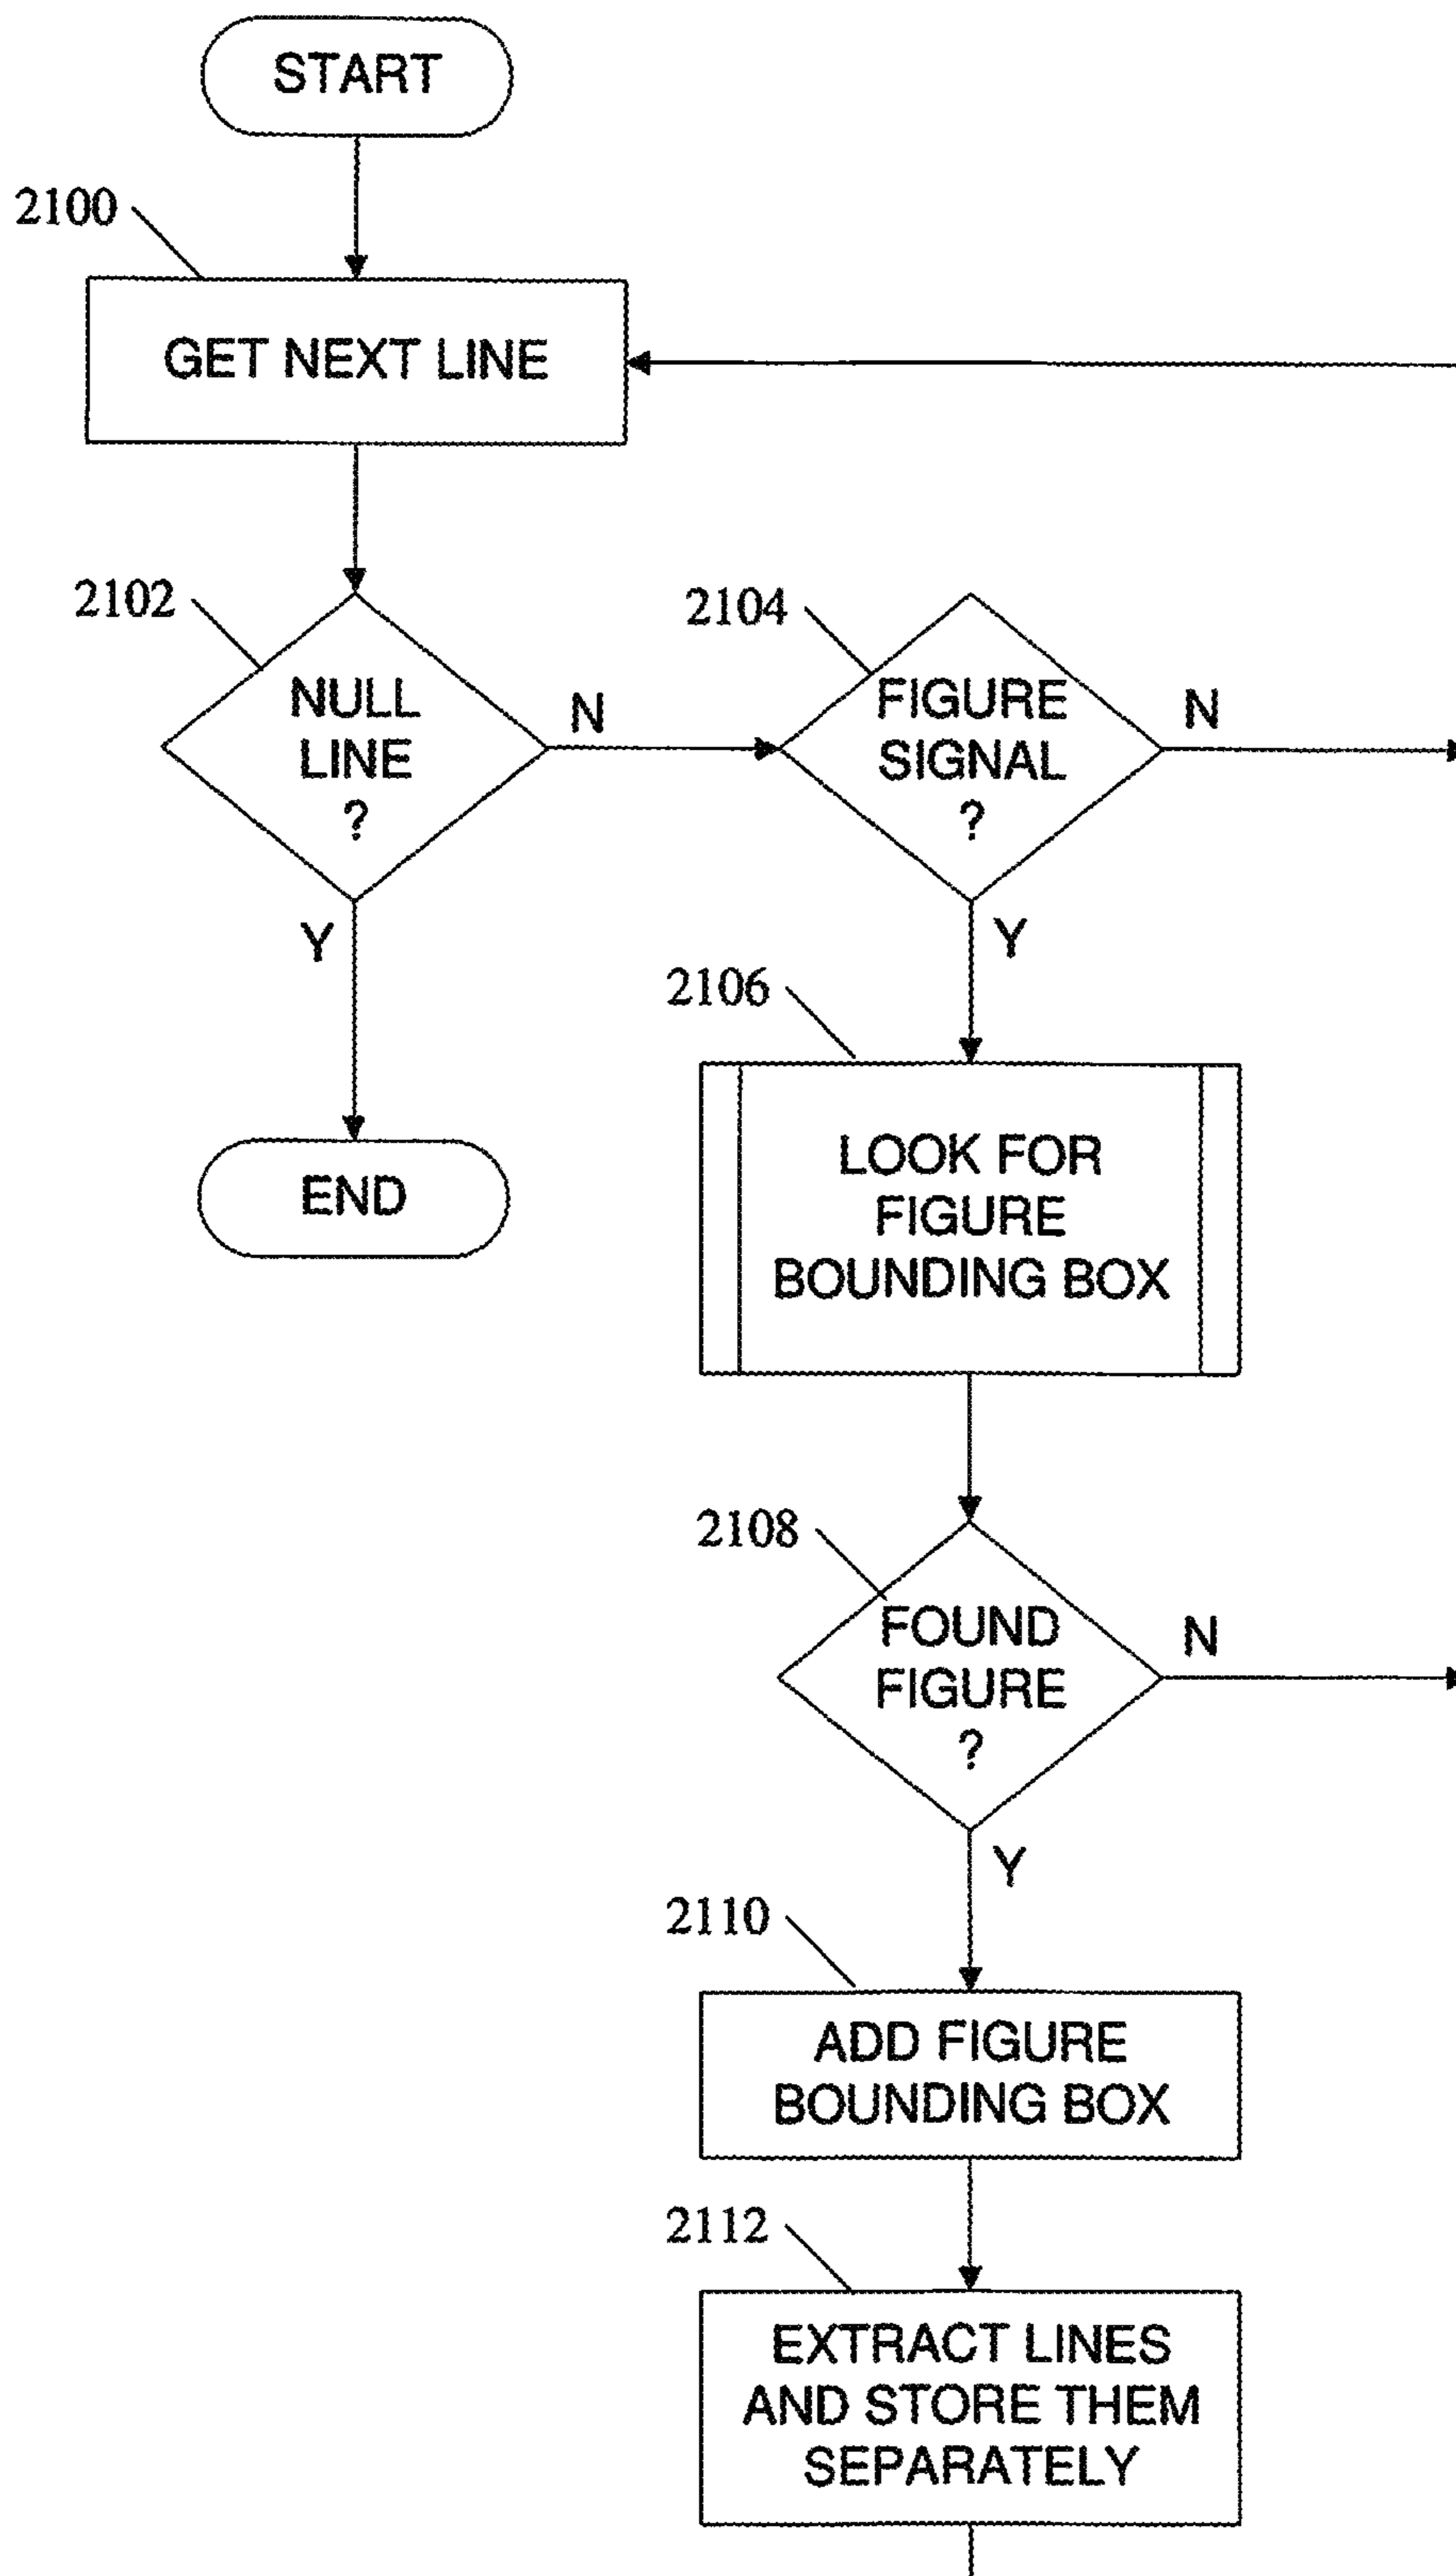 START
2100
GET NEXT LINE
2102
NULL
LINE
?
N
Y
END
2104
FIGURE
SIGNAL
?
N
Y
2106
LOOK FOR
FIGURE
BOUNDING BOX
2108
FOUND
FIGURE
?
N
Y
2110
ADD FIGURE
BOUNDING BOX
2112
EXTRACT LINES
AND STORE THEM
SEPARATELY